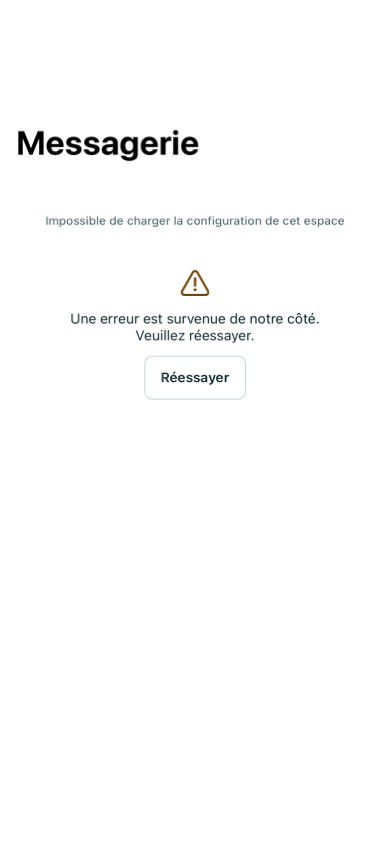 Messagerie
Impossible de charger la configuration de cet espace
Une erreur est survenue de notre côté.
Veuillez réessayer.
Réessayer